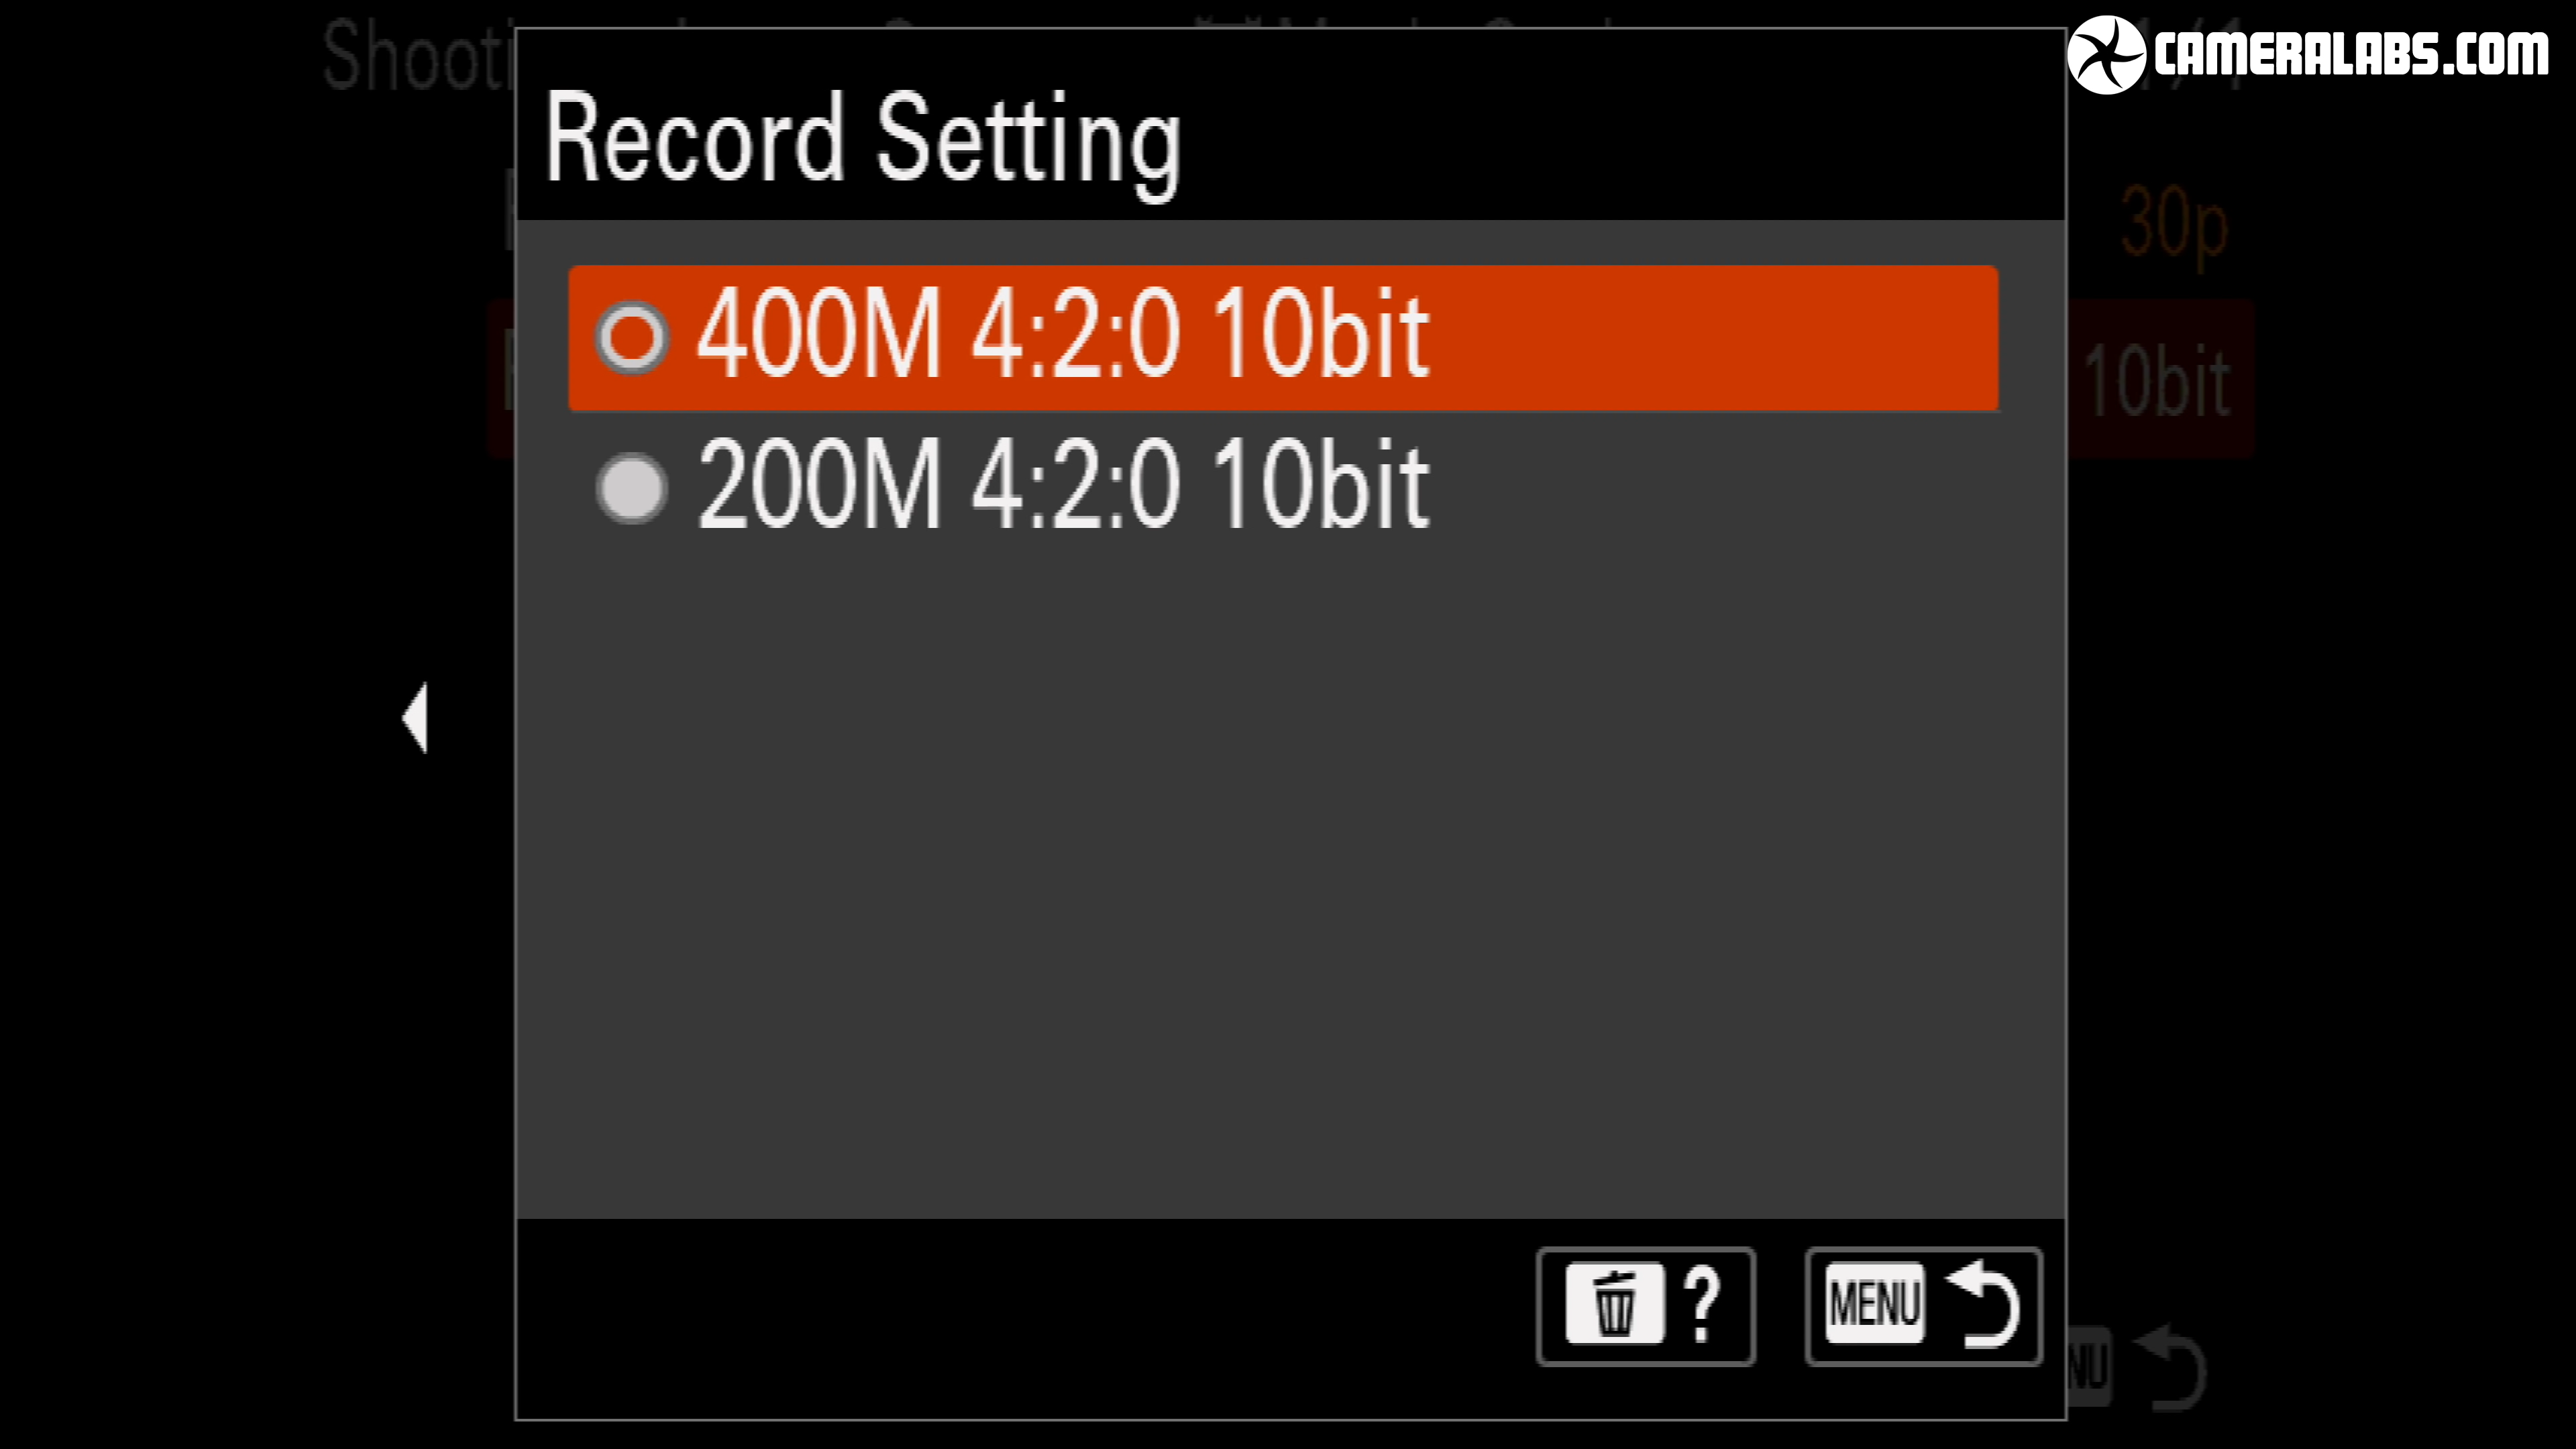 CAMERALABS.COM
Record Setting
30p
400M 4:2:0 10bit
10bit
200M 4:2:0 10bit
?
MENU